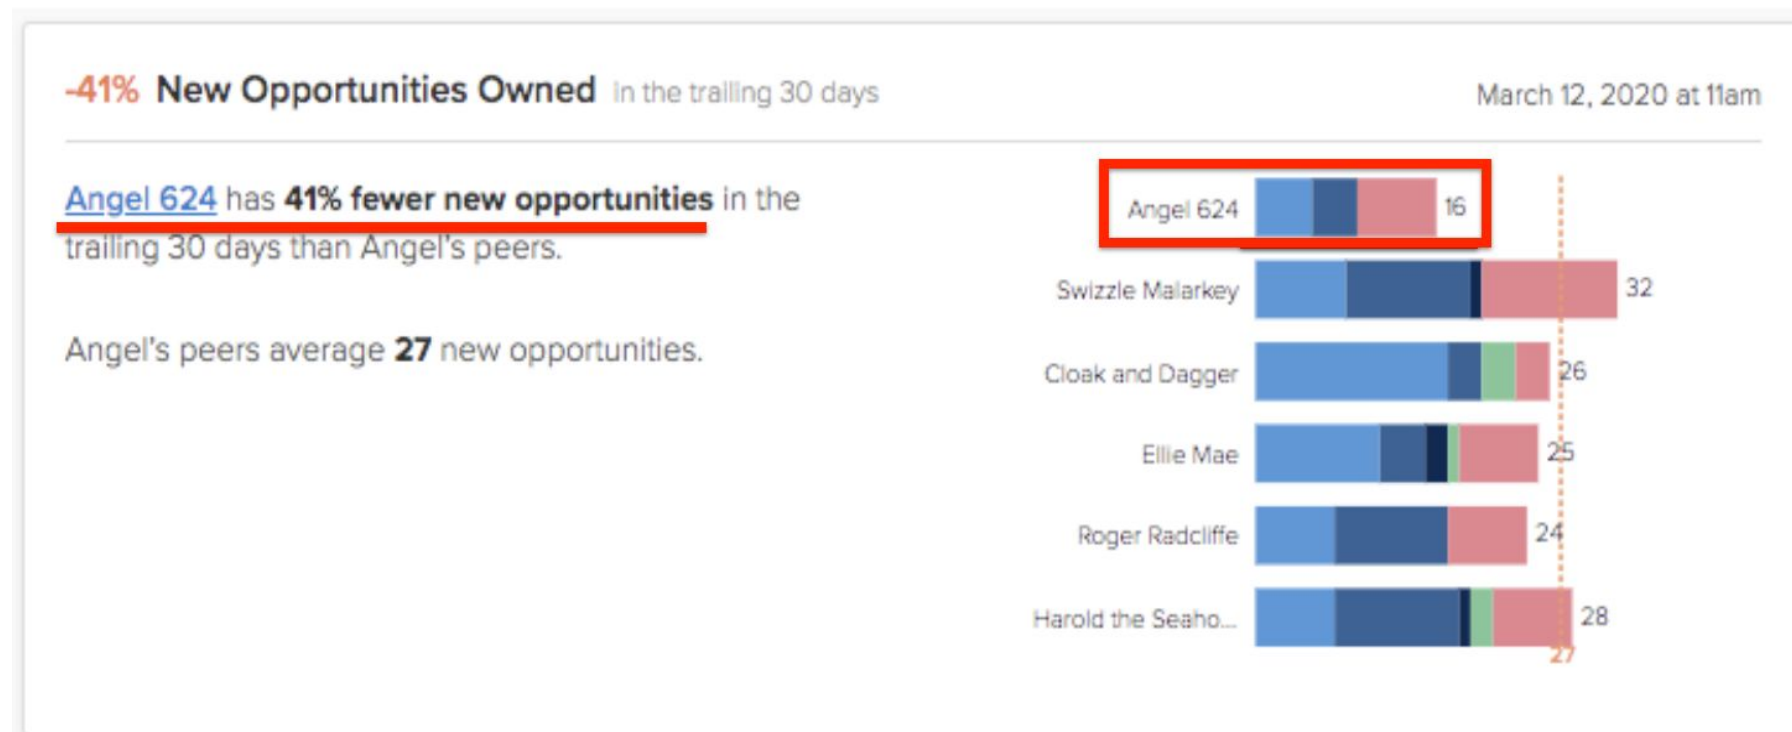 -41% New Opportunities Owned in the trailing 30 days
March 12, 2020 at 11am
Angel 624 has 41% fewer new opportunities in the
trailing 30 days than Angel's peers.
Angel's peers average 27 new opportunities.
Angel 624 16
Swizzle Malarkey 32
Cloak and Dagger 26
Ellie Mae 25
Roger Radcliffe 24
Harold the Seaho... 28
27